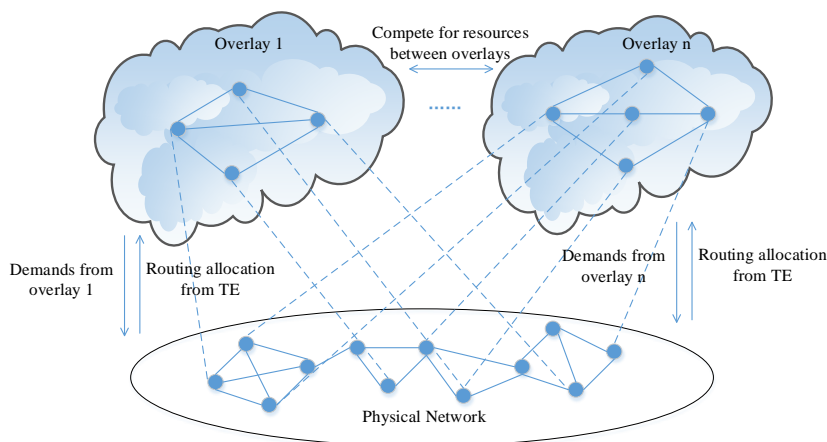 Overlay 1
Compete for resources
between overlays
Overlay n
......
Demands from
overlay 1
Routing allocation
from TE
Demands from
overlay n
Routing allocation
from TE
Physical Network